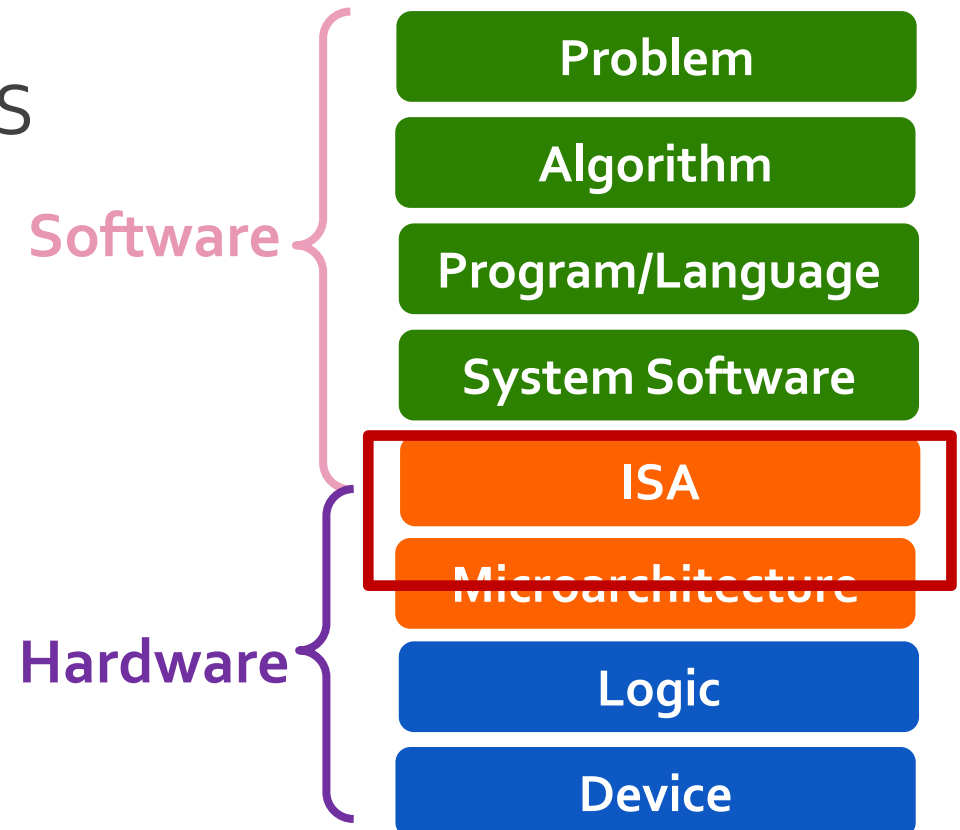 S
Problem
Algorithm
Software
Program/Language
System Software
ISA
Microarchitecture
Hardware
Logic
Device